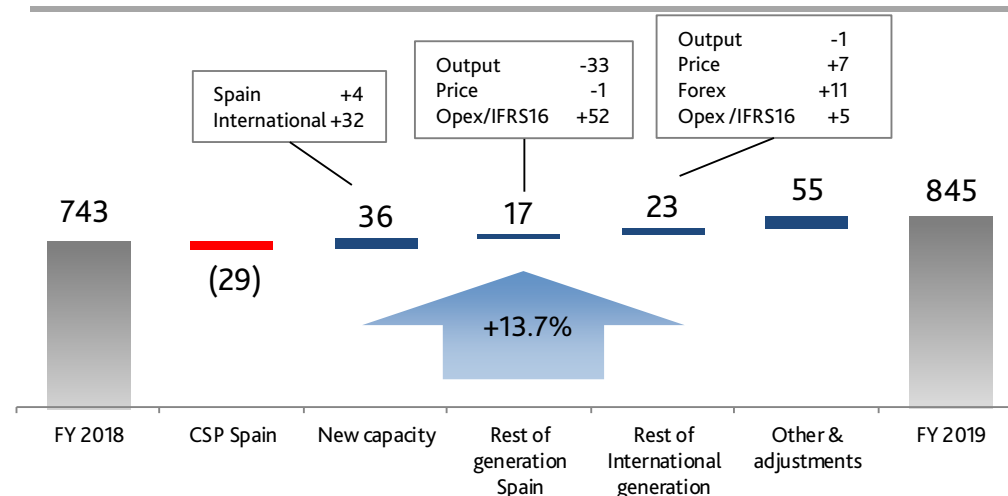 Spain +4
International +32
Output -33
Price -1
Opex/IFRS16 +52
Output -1
Price +7
Forex +11
Opex /IFRS16 +5
743
(29)
36
17
23
55
845
+13.7%
FY 2018
CSP Spain
New capacity
Rest of
generation
Spain
Rest of
International
generation
Other &
adjustments
FY 2019